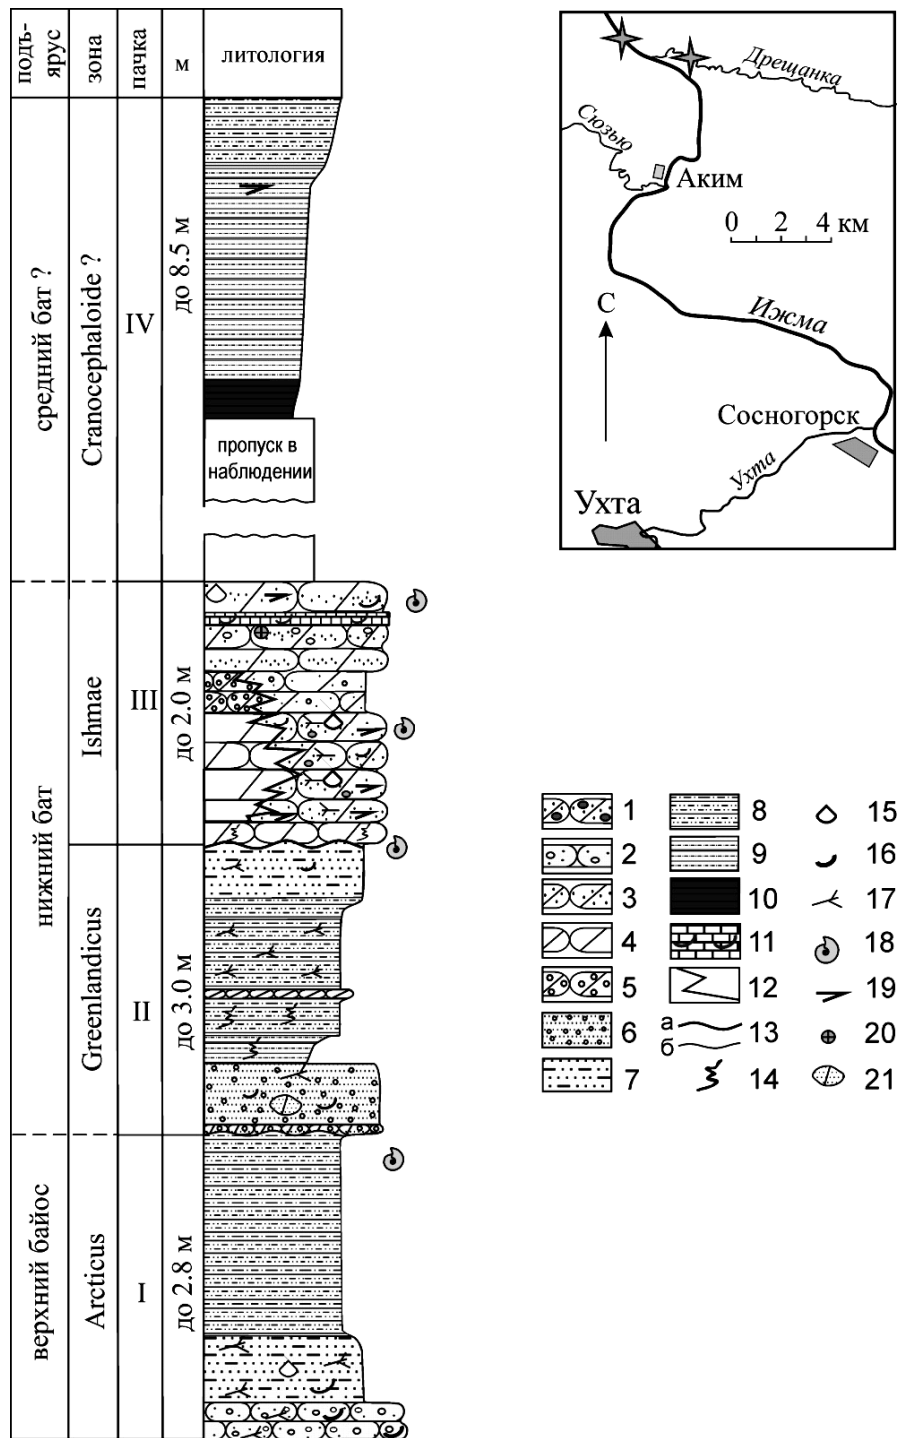 подъ-
ярус
зона
пачка
м
литология
средний бат ?
Cranocephaloide ?
IV
до 8.5 м
пропуск в
наблюдении
нижний бат
Ishmae
III
до 2.0 м
Greenlandicus
II
до 3.0 м
верхний байос
Arcticus
I
до 2.8 м
Дрещанка
Сюзью
Аким
0 2 4 км
С
Ижма
Сосногорск
Ухта
Ухта
1
2
3
4
5
6
7
8
9
10
11
12
а
б
13
14
15
16
17
18
19
20
21